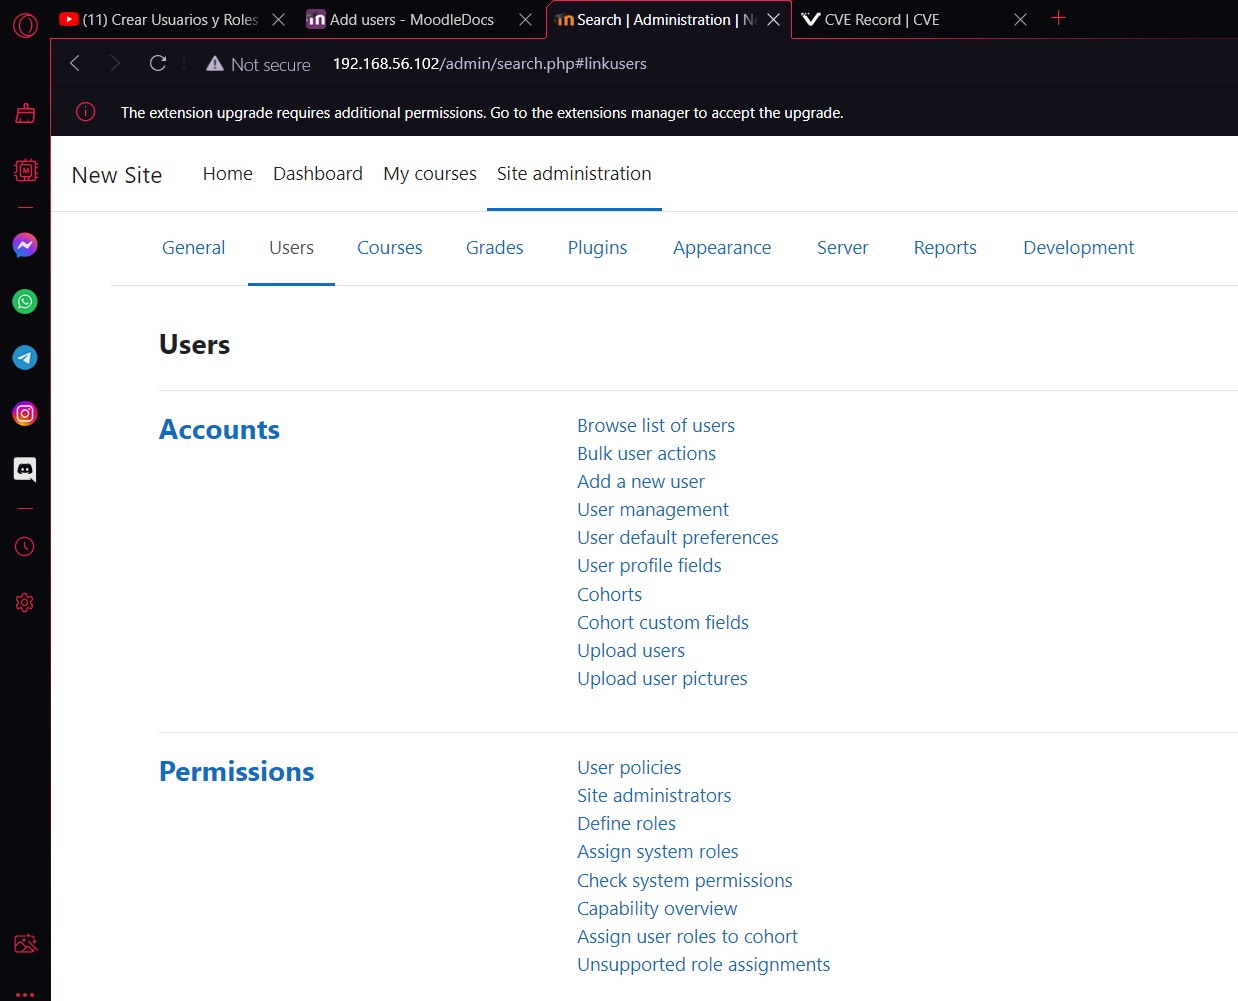 (11) Crear Usuarios y Roles
Add users - MoodleDocs
Search | Administration |
CVE Record | CVE
Not secure
192.168.56.102/admin/search.php#linkusers
The extension upgrade requires additional permissions. Go to the extensions manager to accept the upgrade.
New Site
Home
Dashboard
My courses
Site administration
General
Users
Courses
Grades
Plugins
Appearance
Server
Reports
Development
Users
Accounts
Browse list of users
Bulk user actions
Add a new user
User management
User default preferences
User profile fields
Cohorts
Cohort custom fields
Upload users
Upload user pictures
Permissions
User policies
Site administrators
Define roles
Assign system roles
Check system permissions
Capability overview
Assign user roles to cohort
Unsupported role assignments